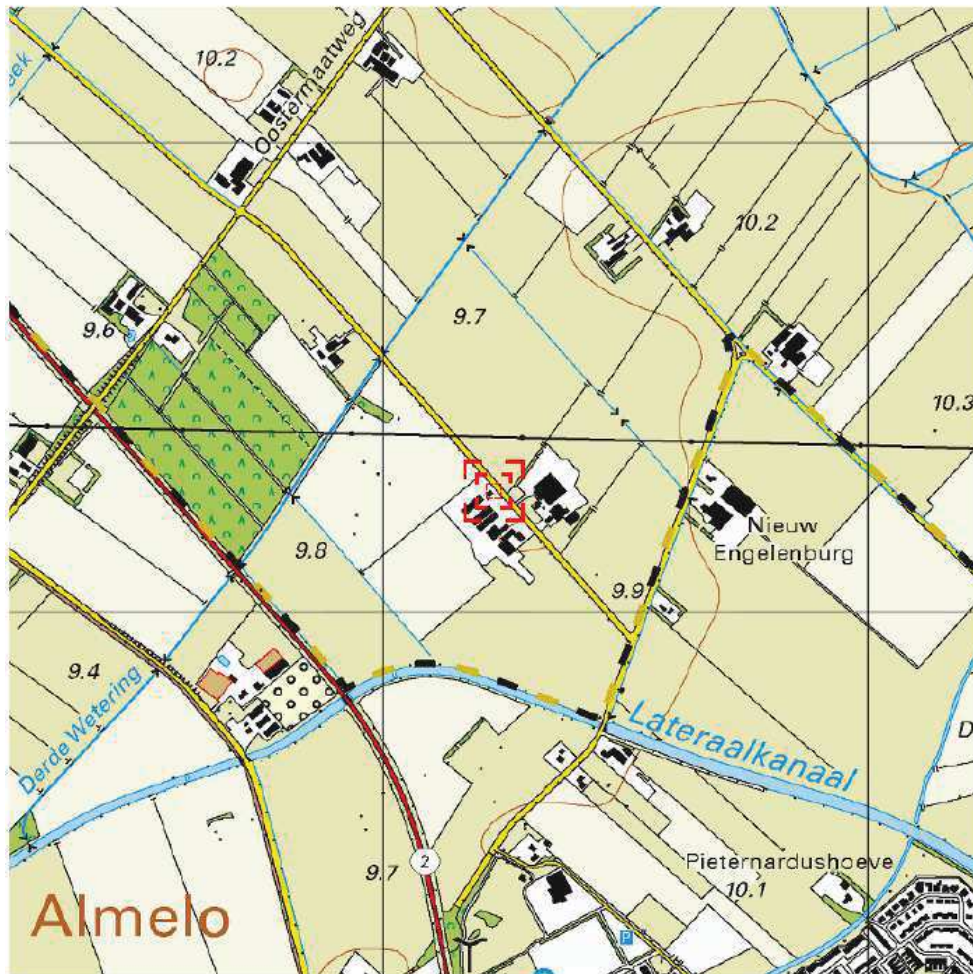 10.2
Oostermaatweg
eek
10.2
9.7
9.6
10.3
Nieuw
Engelenburg
9.8
9.9
9.4
Derde Wetering
Lateraalkanaal
D
2
9.7
Pieternardushoeve
10.1
Almelo
P